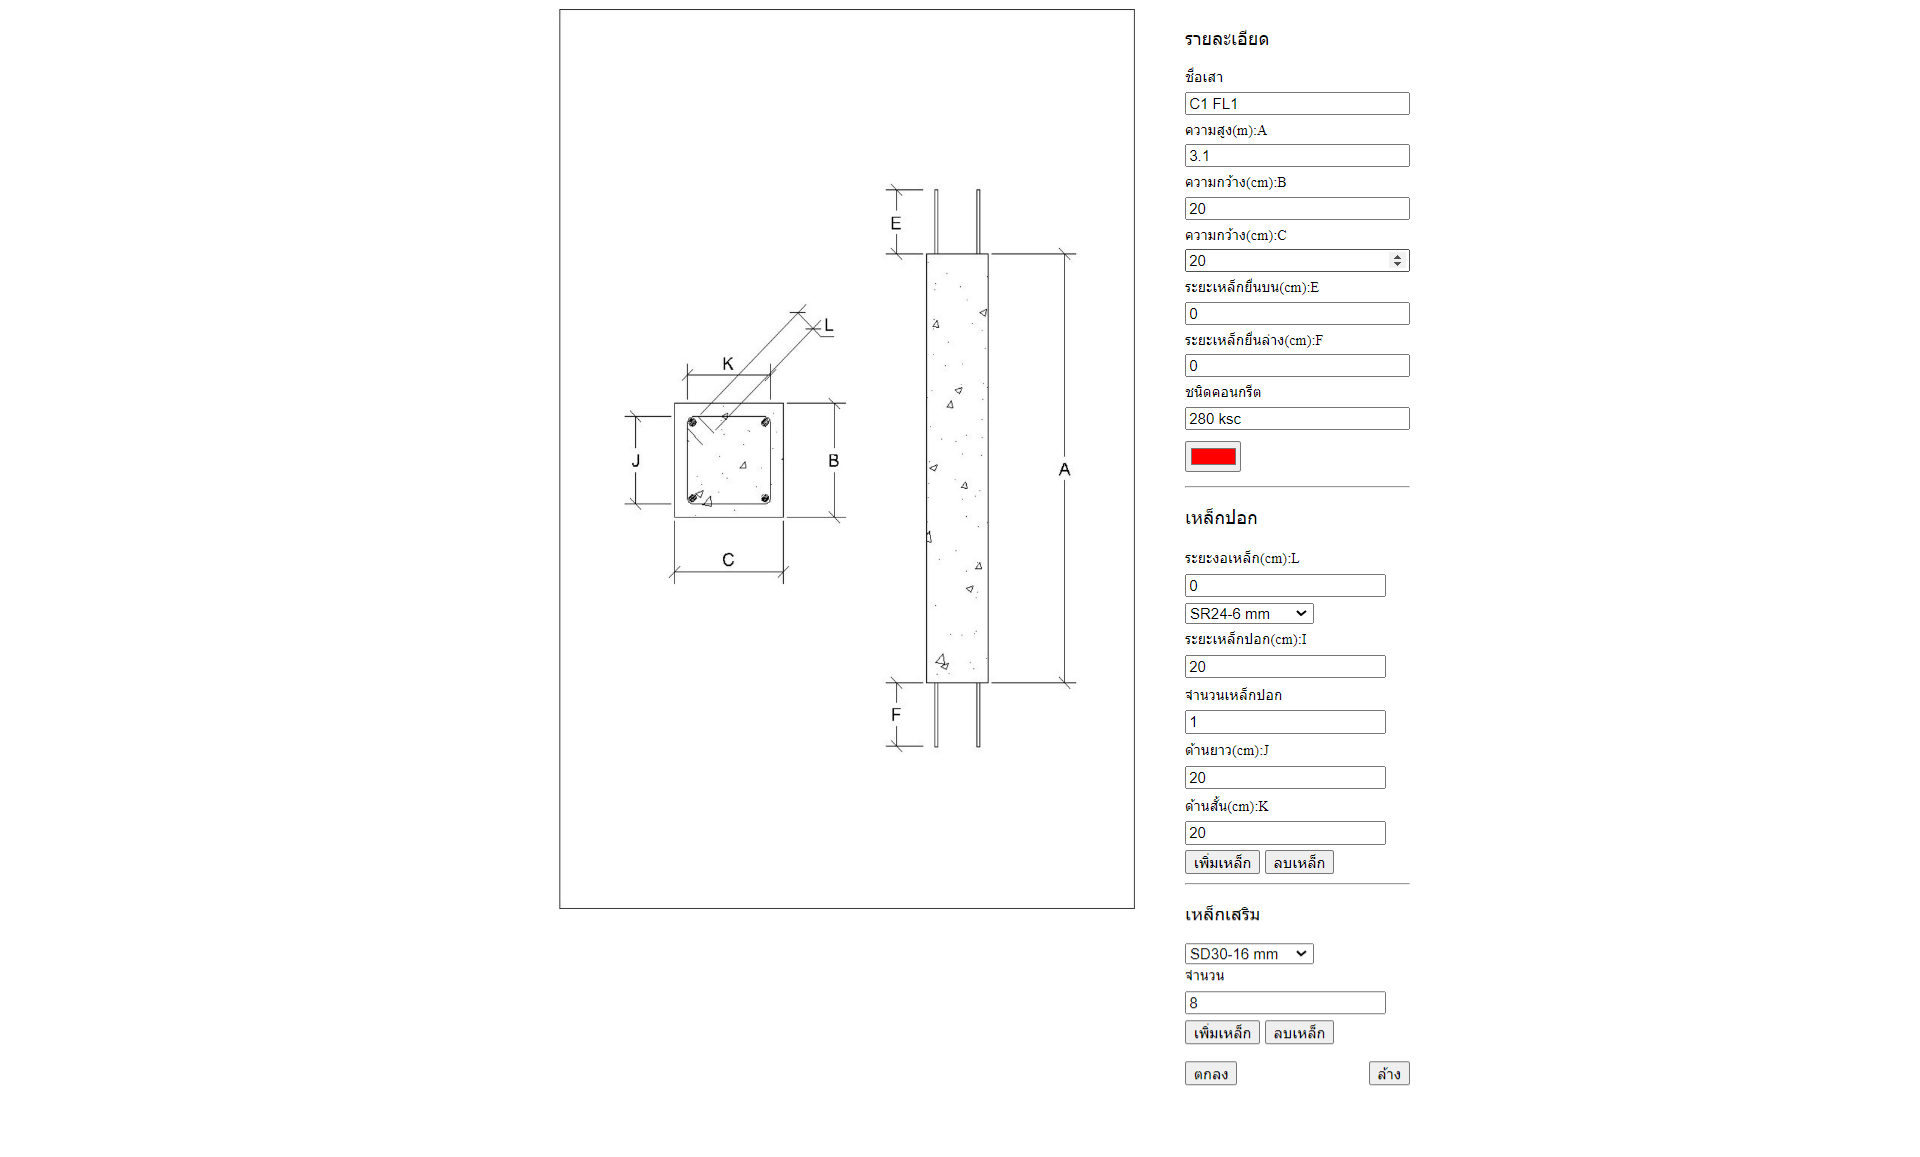 E
L
K
J
B
A
C
F
รายละเอียด
ชื่อเสา
C1 FL1
ความสูง(m):A
3.1
ความกว้าง(cm):B
20
ความกว้าง(cm):C
20
ระยะเหล็กยื่นบน(cm):E
0
ระยะเหล็กยื่นล่าง(cm):F
0
ชนิดคอนกรีต
280 ksc
เหล็กปอก
ระยะงอเหล็ก(cm):L
0
SR24-6 mm
ระยะเหล็กปอก(cm):I
20
จำนวนเหล็กปอก
1
ด้านยาว(cm):J
20
ด้านสั้น(cm):K
20
เพิ่มเหล็ก ลบเหล็ก
เหล็กเสริม
SD30-16 mm
จำนวน
8
เพิ่มเหล็ก ลบเหล็ก
ตกลง ล้าง